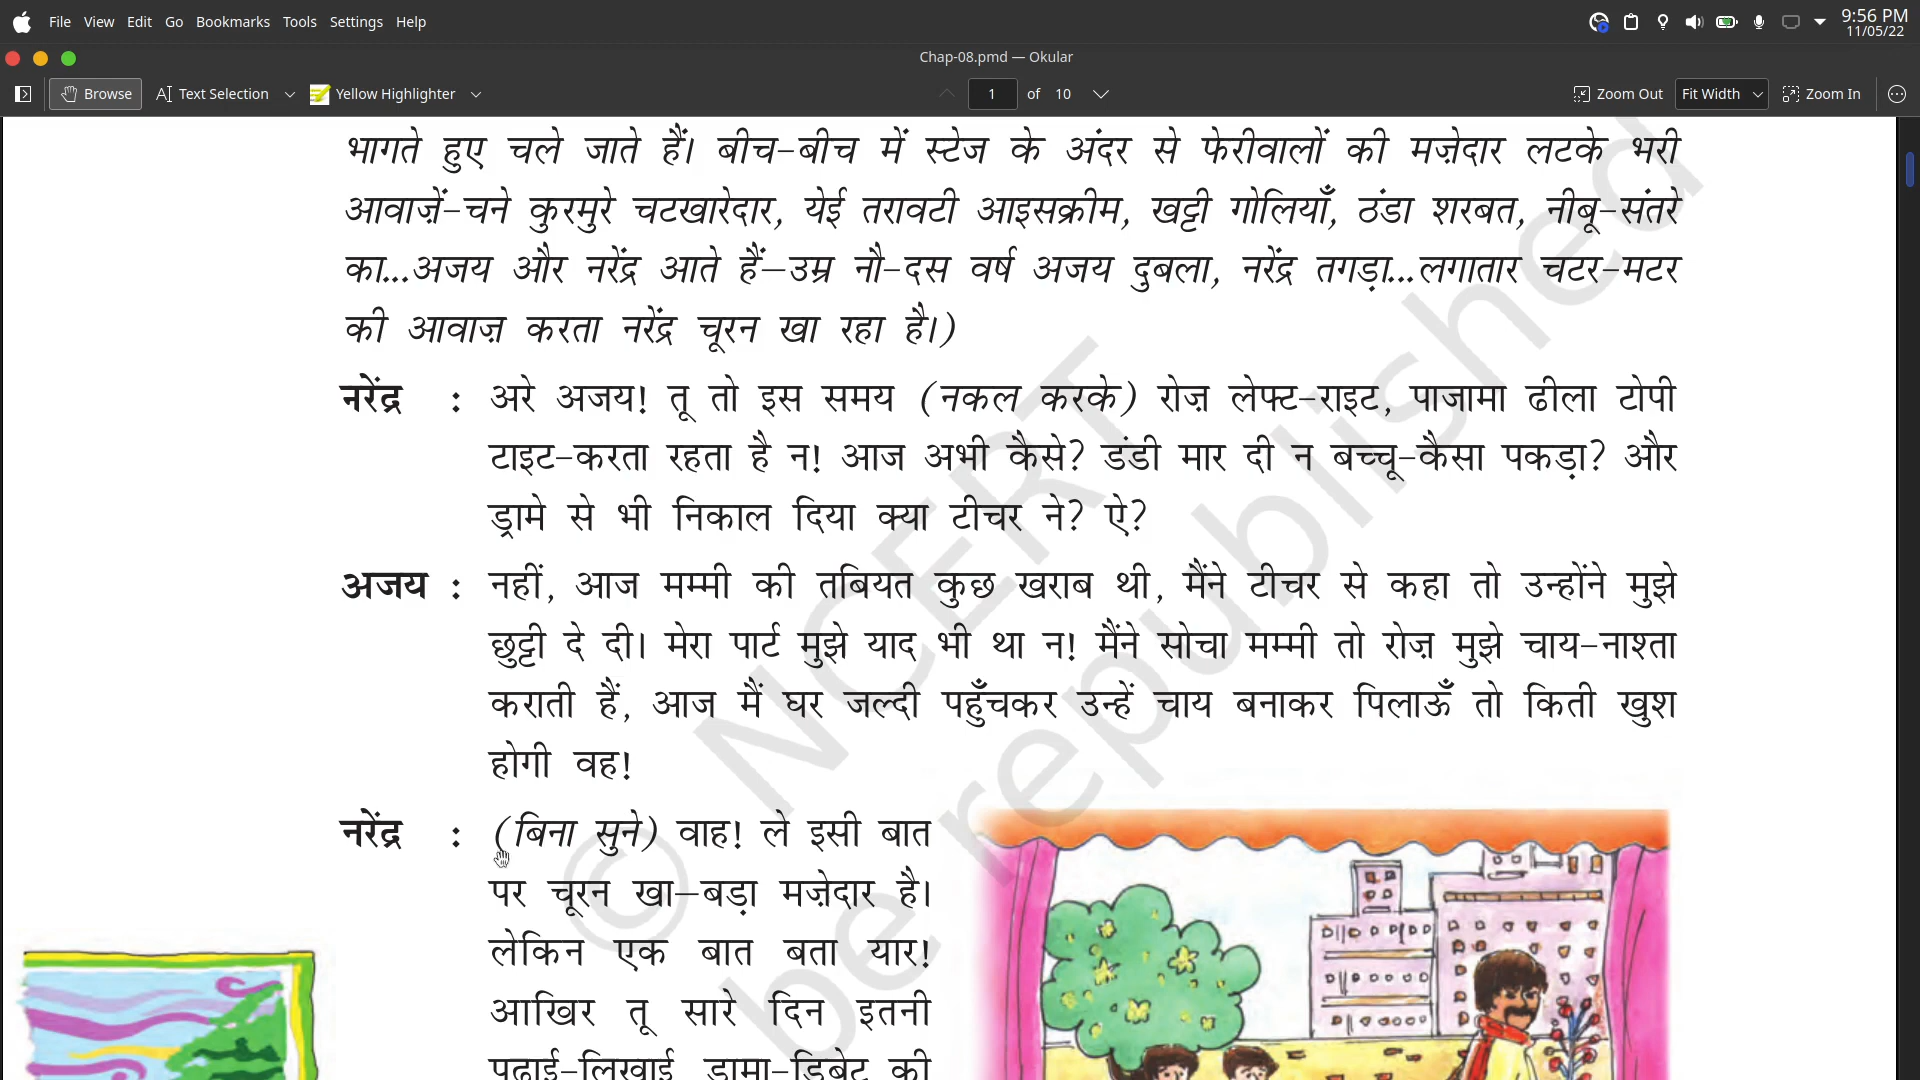 File View Edit Go Bookmarks Tools Settings Help
9:56 PM
11/05/22
Chap-08.pmd — Okular
Browse Text Selection Yellow Highlighter 1 of 10 Zoom Out Fit Width Zoom In
भागते हुए चले जाते हैं। बीच-बीच में स्टेज के अंदर से फेरीवालों की मज़ेदार लटके भरी
आवाज़ें-चने कुरमुरे चटखारेदार, येई तरावटी आइसक्रीम, खट्टी गोलियाँ, ठंडा शरबत, नीबू-संतरे
का...अजय और नरेंद्र आते हैं—उम्र नौ-दस वर्ष अजय दुबला, नरेंद्र तगड़ा...लगातार चटर-मटर
की आवाज़ करता नरेंद्र चूरन खा रहा है।)
नरेंद्र : अरे अजय! तू तो इस समय (नकल करके) रोज़ लेफ्ट-राइट, पाजामा ढीला टोपी
टाइट-करता रहता है न! आज अभी कैसे? डंडी मार दी न बच्चू-कैसा पकड़ा? और
ड्रामे से भी निकाल दिया क्या टीचर ने? ऐ?
अजय : नहीं, आज मम्मी की तबियत कुछ खराब थी, मैंने टीचर से कहा तो उन्होंने मुझे
छुट्टी दे दी। मेरा पार्ट मुझे याद भी था न! मैंने सोचा मम्मी तो रोज़ मुझे चाय-नाश्ता
कराती हैं, आज मैं घर जल्दी पहुँचकर उन्हें चाय बनाकर पिलाऊँ तो किती खुश
होगी वह!
नरेंद्र : (बिना सुने) वाह! ले इसी बात
पर चूरन खा—बड़ा मज़ेदार है।
लेकिन एक बात बता यार!
आखिर तू सारे दिन इतनी
पढ़ाई-लिखाई, ड्रामा-डिबेट की
© NCERT
be republished